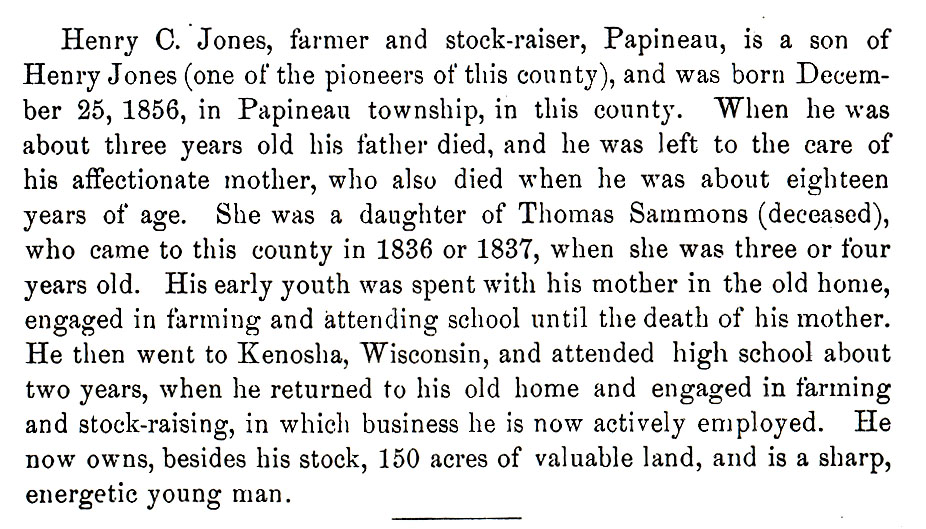 Henry C. Jones, farmer and stock-raiser, Papineau, is a son of
Henry Jones (one of the pioneers of this county), and was born Decem-
ber 25, 1856, in Papineau township, in this county. When he was
about three years old his father died, and he was left to the care of
his affectionate mother, who also died when he was about eighteen
years of age. She was a daughter of Thomas Sammons (deceased),
who came to this county in 1836 or 1837, when she was three or four
years old. His early youth was spent with his mother in the old home,
engaged in farming and attending school until the death of his mother.
He then went to Kenosha, Wisconsin, and attended high school about
two years, when he returned to his old home and engaged in farming
and stock-raising, in which business he is now actively employed. He
now owns, besides his stock, 150 acres of valuable land, and is a sharp,
energetic young man.